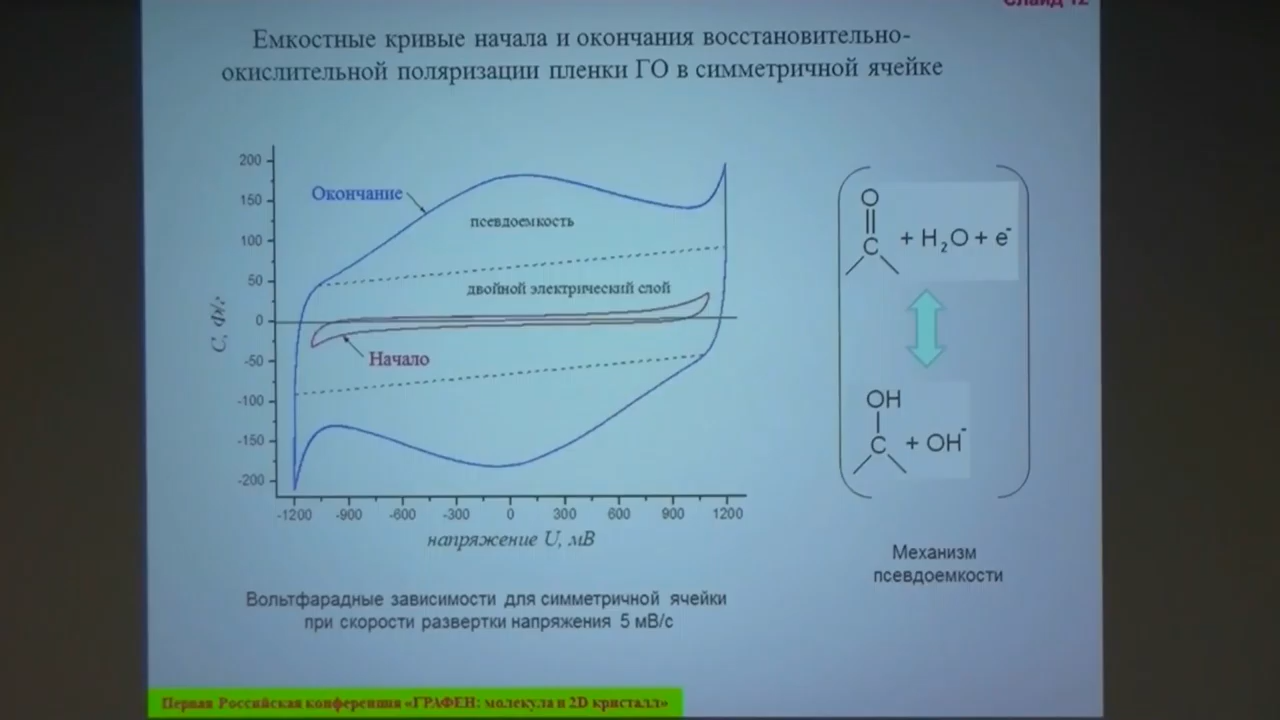 Слайд 12
Емкостные кривые начала и окончания восстановительно-
окислительной поляризации пленки ГО в симметричной ячейке
200
150
100
50
0
-50
-100
-150
-200
C, Ф/г
Окончание
псевдоемкость
двойной электрический слой
Начало
-1200 -900 -600 -300 0 300 600 900 1200
напряжение U, мВ
O
C
+ H₂O + e⁻
OH
C + OH⁻
Механизм
псевдоемкости
Вольтфарадные зависимости для симметричной ячейки
при скорости развертки напряжения 5 мВ/с
Первая Российская конференция «ГРАФЕН: молекула и 2D кристалл»